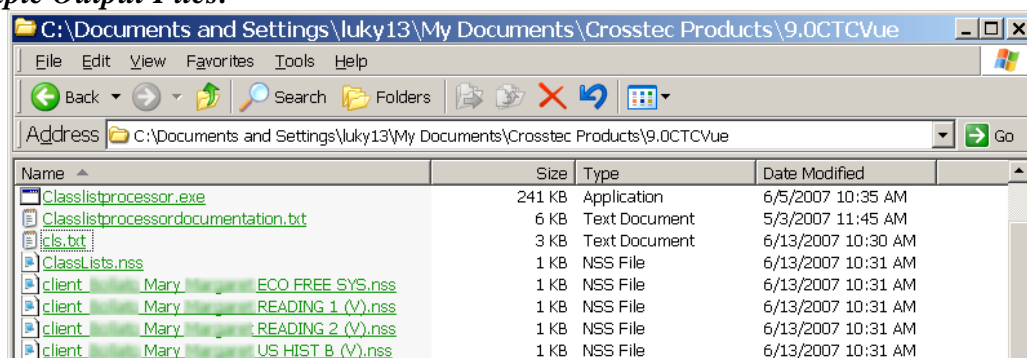 Output Files:
C:\Documents and Settings\luky13\My Documents\Crosstec Products\9.0CTCVue
File Edit View Favorites Tools Help
Back Search Folders
Address C:\Documents and Settings\luky13\My Documents\Crosstec Products\9.0CTCVue Go
Name Size Type Date Modified
Classlistprocessor.exe 241 KB Application 6/5/2007 10:35 AM
Classlistprocessordocumentation.txt 6 KB Text Document 5/3/2007 11:45 AM
cls.txt 3 KB Text Document 6/13/2007 10:30 AM
ClassLists.nss 1 KB NSS File 6/13/2007 10:31 AM
client Mary ECO FREE SYS.nss 1 KB NSS File 6/13/2007 10:31 AM
client Mary READING 1 (V).nss 1 KB NSS File 6/13/2007 10:31 AM
client Mary READING 2 (V).nss 1 KB NSS File 6/13/2007 10:31 AM
client Mary US HIST B (V).nss 1 KB NSS File 6/13/2007 10:31 AM